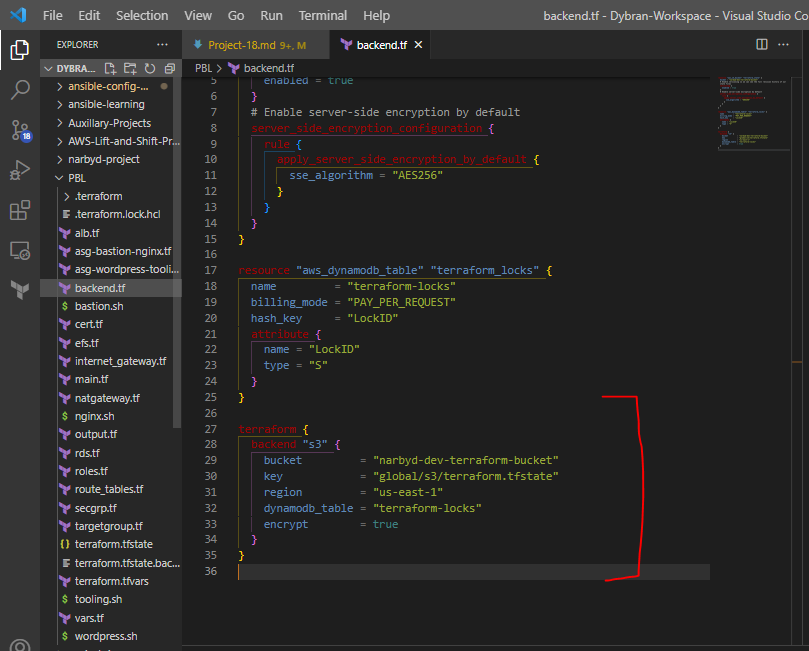 File Edit Selection View Go Run Terminal Help backend.tf - Dybran-Workspace - Visual Studio Co
EXPLORER ···
DYBRA...
ansible-config-...
ansible-learning
Auxillary-Projects
AWS-Lift-and-Shift-Pr...
narbyd-project
PBL
.terraform
.terraform.lock.hcl
alb.tf
asg-bastion-nginx.tf
asg-wordpress-tooli...
backend.tf
bastion.sh
cert.tf
efs.tf
internet_gateway.tf
main.tf
natgateway.tf
nginx.sh
output.tf
rds.tf
roles.tf
route_tables.tf
secgrp.tf
targetgroup.tf
terraform.tfstate
terraform.tfstate.bac...
terraform.tfvars
tooling.sh
vars.tf
wordpress.sh
18
Project-18.md 9+, M backend.tf ×
PBL > backend.tf
5 enabled = true
6 }
7 # Enable server-side encryption by default
8 server_side_encryption_configuration {
9 rule {
10 apply_server_side_encryption_by_default {
11 sse_algorithm = "AES256"
12 }
13 }
14 }
15 }
16
17 resource "aws_dynamodb_table" "terraform_locks" {
18 name = "terraform-locks"
19 billing_mode = "PAY_PER_REQUEST"
20 hash_key = "LockID"
21 attribute {
22 name = "LockID"
23 type = "S"
24 }
25 }
26
27 terraform {
28 backend "s3" {
29 bucket = "narbyd-dev-terraform-bucket"
30 key = "global/s3/terraform.tfstate"
31 region = "us-east-1"
32 dynamodb_table = "terraform-locks"
33 encrypt = true
34 }
35 }
36